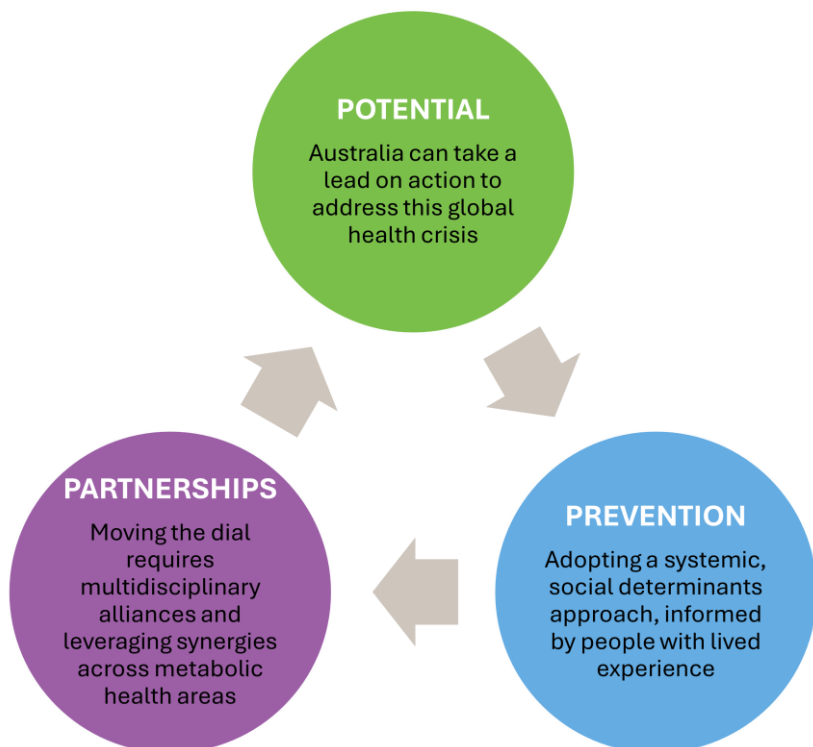 POTENTIAL
Australia can take a
lead on action to
address this global
health crisis
PREVENTION
Adopting a systemic,
social determinants
approach, informed
by people with lived
experience
PARTNERSHIPS
Moving the dial
requires
multidisciplinary
alliances and
leveraging synergies
across metabolic
health areas